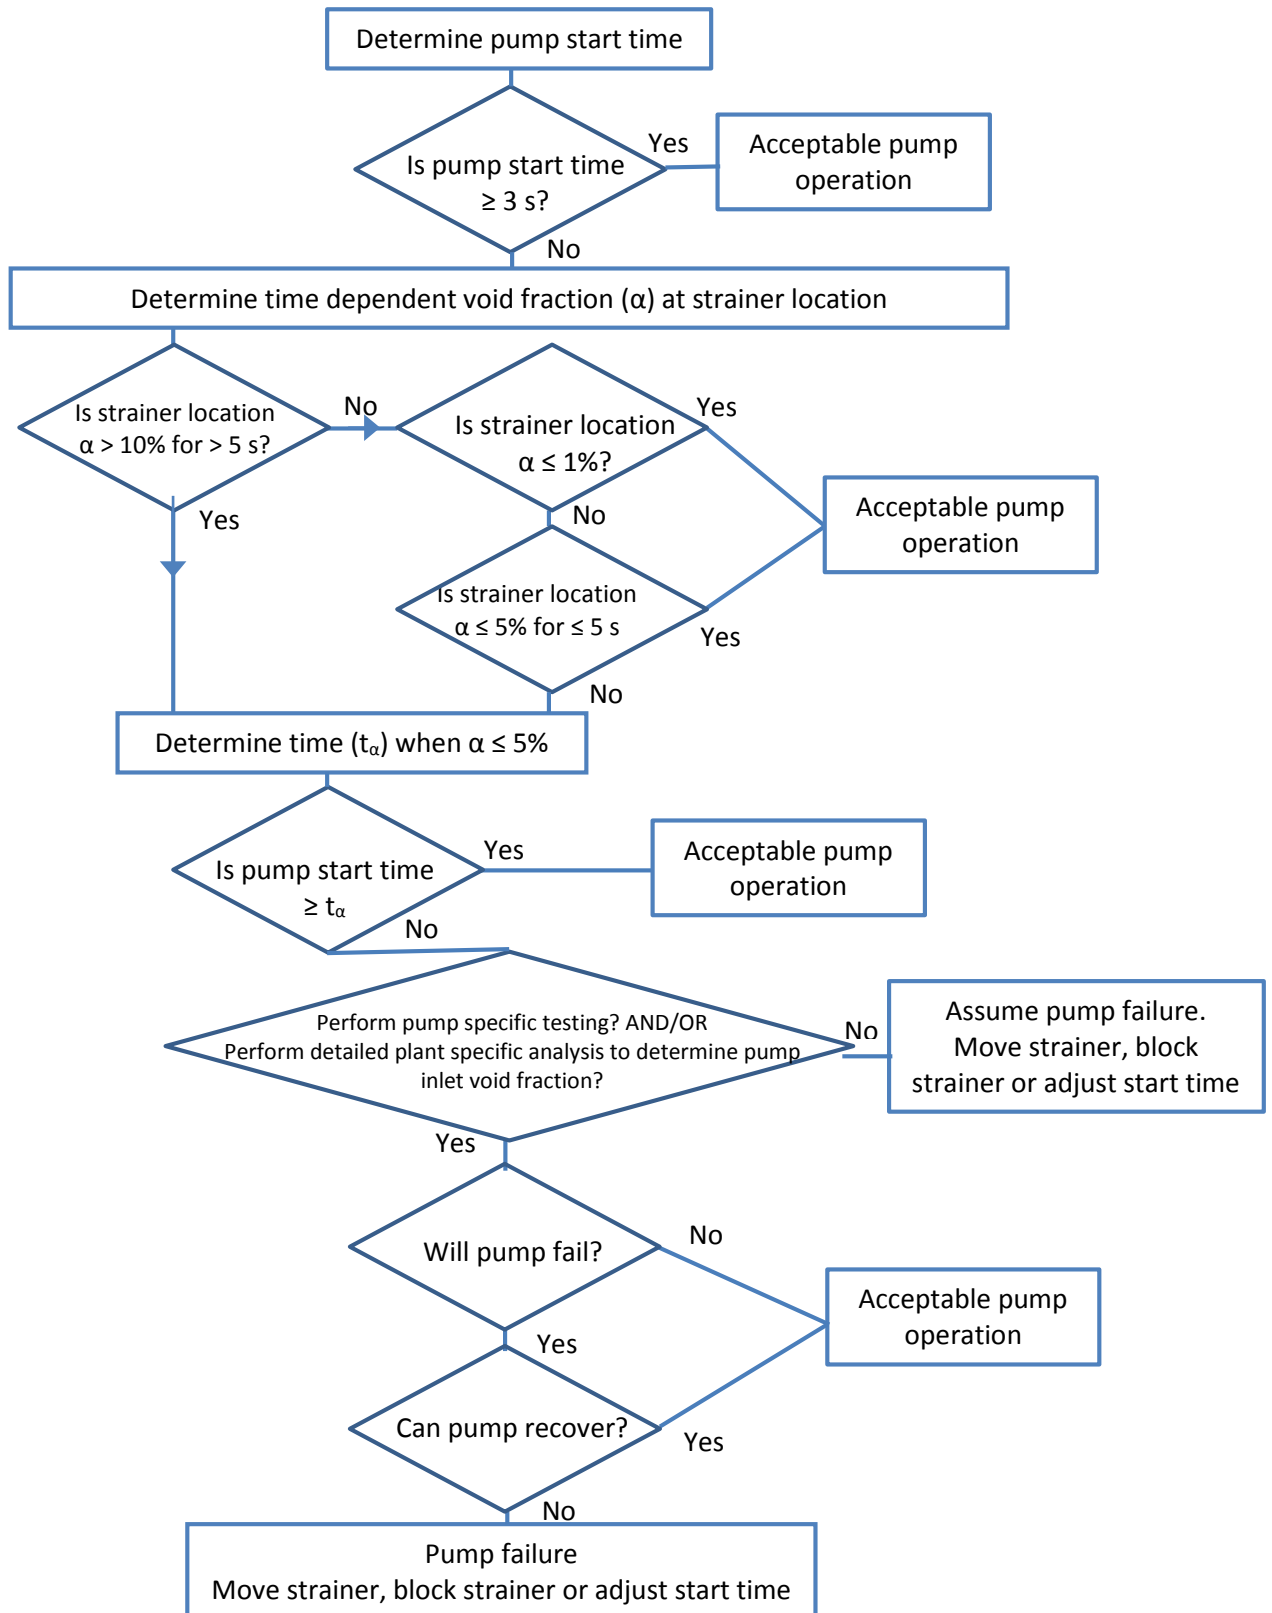 Determine pump start time
Is pump start time
≥ 3 s?
Yes
Acceptable pump
operation
No
Determine time dependent void fraction (α) at strainer location
Is strainer location
α > 10% for > 5 s?
No
Is strainer location
α ≤ 1%?
Yes
Acceptable pump
operation
Yes
No
Is strainer location
α ≤ 5% for ≤ 5 s
Yes
No
Determine time (tα) when α ≤ 5%
Is pump start time
≥ tα
Yes
Acceptable pump
operation
No
Perform pump specific testing? AND/OR
Perform detailed plant specific analysis to determine pump
inlet void fraction?
No
Assume pump failure.
Move strainer, block
strainer or adjust start time
Yes
Will pump fail?
No
Acceptable pump
operation
Yes
Can pump recover?
Yes
No
Pump failure
Move strainer, block strainer or adjust start time